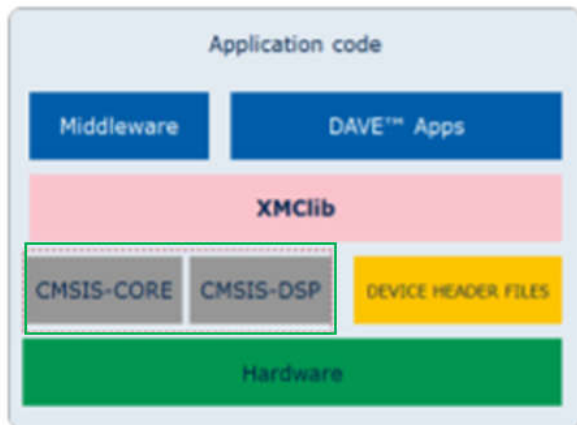 Application code
Middleware
DAVE™ Apps
XMClib
CMSIS-CORE
CMSIS-DSP
DEVICE HEADER FILES
Hardware